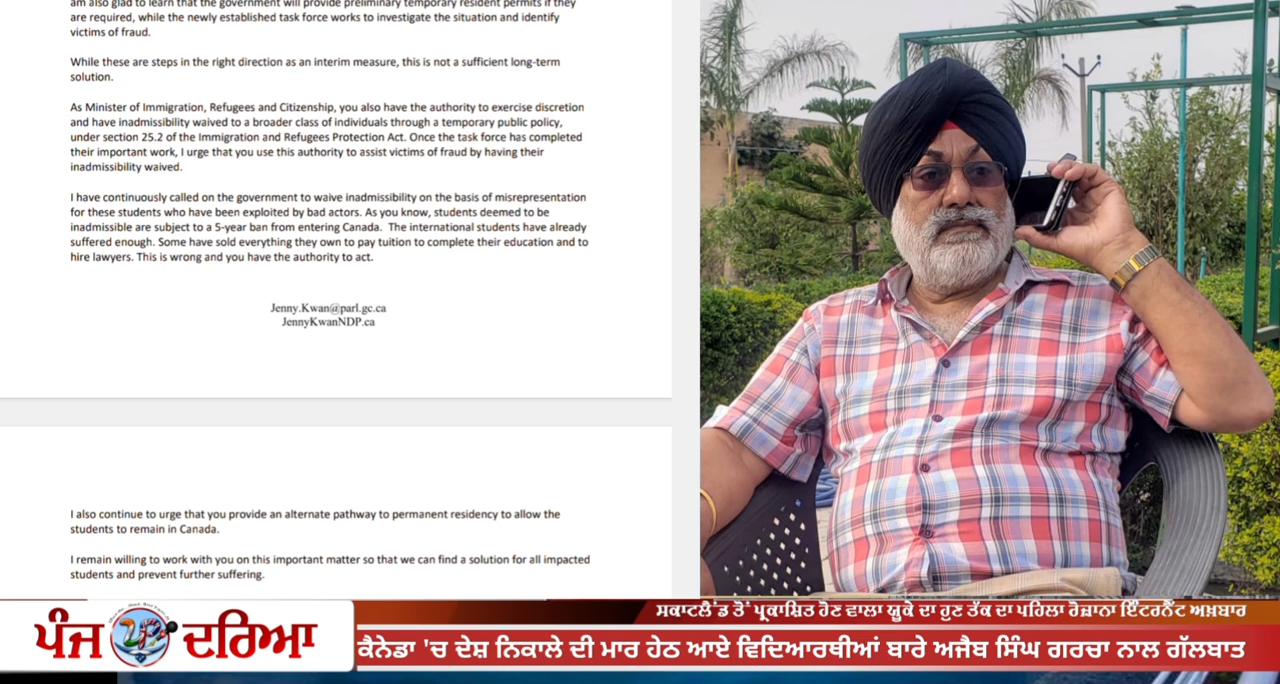 am also glad to learn that the government will provide preliminary temporary resident permits if they
are required, while the newly established task force works to investigate the situation and identify
victims of fraud.
While these are steps in the right direction as an interim measure, this is not a sufficient long-term
solution.
As Minister of Immigration, Refugees and Citizenship, you also have the authority to exercise discretion
and have inadmissibility waived to a broader class of individuals through a temporary public policy,
under section 25.2 of the Immigration and Refugees Protection Act. Once the task force has completed
their important work, I urge that you use this authority to assist victims of fraud by having their
inadmissibility waived.
I have continuously called on the government to waive inadmissibility on the basis of misrepresentation
for these students who have been exploited by bad actors. As you know, students deemed to be
inadmissible are subject to a 5-year ban from entering Canada. The international students have already
suffered enough. Some have sold everything they own to pay tuition to complete their education and to
hire lawyers. This is wrong and you have the authority to act.
Jenny.Kwan@parl.gc.ca
JennyKwanNDP.ca
I also continue to urge that you provide an alternate pathway to permanent residency to allow the
students to remain in Canada.
I remain willing to work with you on this important matter so that we can find a solution for all impacted
students and prevent further suffering.
ਸਕਾਟਲੈਂਡ ਤੋਂ ਪ੍ਰਕਾਸ਼ਿਤ ਹੋਣ ਵਾਲਾ ਯੂਕੇ ਦਾ ਹੁਣ ਤੱਕ ਦਾ ਪਹਿਲਾ ਰੋਜ਼ਾਨਾ ਇੰਟਰਨੈੱਟ ਅਖ਼ਬਾਰ
ਪੰਜ ਦਰਿਆ
ਕੈਨੇਡਾ 'ਚ ਦੇਸ਼ ਨਿਕਾਲੇ ਦੀ ਮਾਰ ਹੇਠ ਆਏ ਵਿਦਿਆਰਥੀਆਂ ਬਾਰੇ ਅਜੈਬ ਸਿੰਘ ਗਰਚਾ ਨਾਲ ਗੱਲਬਾਤ